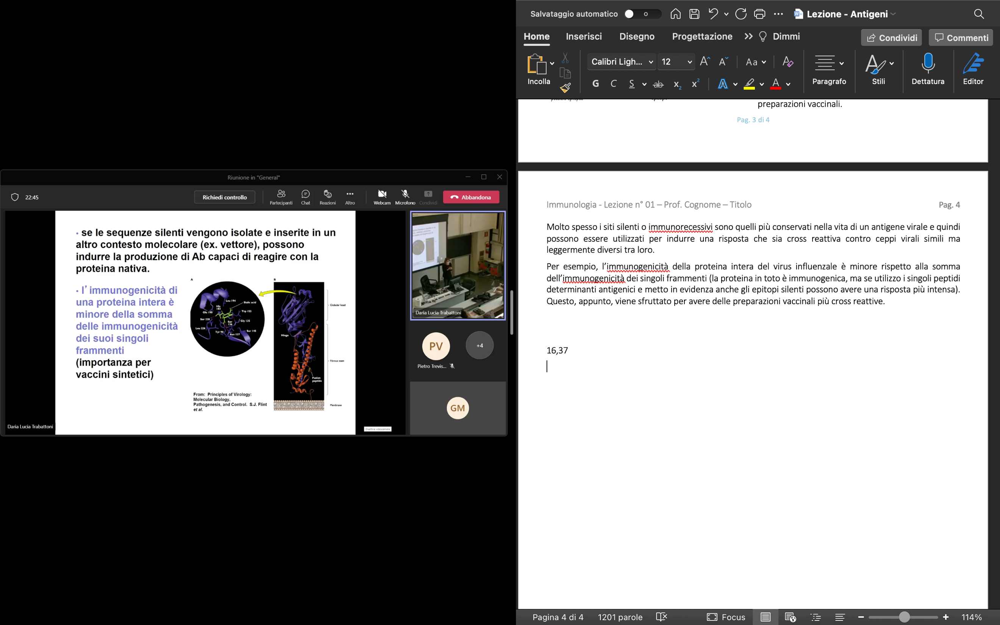 Riunione in "General"
22:45
Richiedi controllo
Partecipanti
Chat
Reazioni
Altro
Webcam
Microfono
Condividi
Abbandona
· se le sequenze silenti vengono isolate e inserite in un
altro contesto molecolare (ex. vettore), possono
indurre la produzione di Ab capaci di reagire con la
proteina nativa.
· l' immunogenicità di
una proteina intera è
minore della somma
delle immunogenicità
dei suoi singoli
frammenti
(importanza per
vaccini sintetici)
A
Leu 194
His
183
Sialic acid
Glu 190
Trp 153
Ser 228
Gly 135
Ser
136
Leu 226
Tyr 98
Asn 137
Ser 145
B
Globular head
Hinge
Fibrous stem
Fusion
peptide
Membrane
From: Principles of Virology:
Molecular Biology,
Pathogenesis, and Control. S.J. Flint
et al.
Daria Lucia Trabattoni
Disattiva videocamera
Daria Lucia Trabattoni
PV
+4
Pietro Trevis...
GM
Salvataggio automatico
Lezione - Antigeni
Home
Inserisci
Disegno
Progettazione
Dimmi
Condividi
Commenti
Incolla
Calibri Ligh...
12
Aa
G C S ab x₂ x²
Paragrafo
Stili
Dettatura
Editor
preparazioni vaccinali.
Pag. 3 di 4
Immunologia - Lezione n° 01 – Prof. Cognome – Titolo
Pag. 4
Molto spesso i siti silenti o immunorecessivi sono quelli più conservati nella vita di un antigene virale e quindi
possono essere utilizzati per indurre una risposta che sia cross reattiva contro ceppi virali simili ma
leggermente diversi tra loro.
Per esempio, l'immunogenicità della proteina intera del virus influenzale è minore rispetto alla somma
dell'immunogenicità dei singoli frammenti (la proteina in toto è immunogenica, ma se utilizzo i singoli peptidi
determinanti antigenici e metto in evidenza anche gli epitopi silenti possono avere una risposta più intensa).
Questo, appunto, viene sfruttato per avere delle preparazioni vaccinali più cross reattive.
16,37
Pagina 4 di 4
1201 parole
Focus
114%